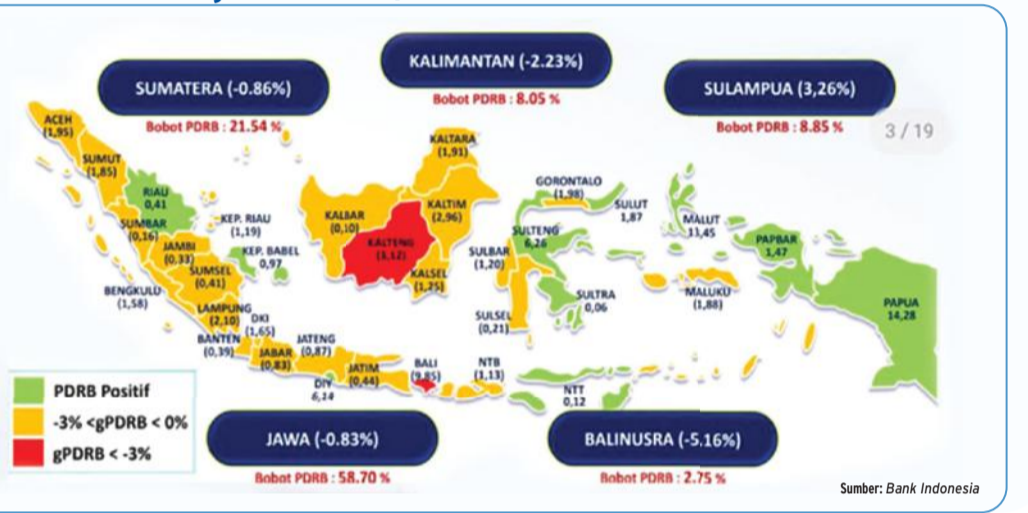 KALIMANTAN (-2.23%)
Bobot PDRB : 8.05 %
SUMATERA (-0.86%)
Bobot PDRB : 21.54 %
SULAMPUA (3,26%)
Bobot PDRB : 8.85 %
3 / 19
ACEH
(1,95)
SUMUT
(1,85)
RIAU
0,41
SUMBAR
(0,16)
KEP. RIAU
(1,19)
JAMBI
(0,33)
KEP. BABEL
0,97
SUMSEL
(0,41)
BENGKULU
(1,58)
LAMPUNG
(2,10)
DKI
(1,65)
BANTEN
(0,39)
JABAR
(0,83)
JATENG
(0,87)
DIY
6,14
JATIM
(0,44)
BALI
(9,85)
NTB
(1,13)
NTT
0,12
KALTARA
(1,91)
KALBAR
(0,10)
KALTIM
(2,96)
KALTENG
(3,12)
KALSEL
(1,25)
GORONTALO
(1,98)
SULUT
1,87
SULTENG
6,26
SULBAR
(1,20)
SULTRA
0,06
SULSEL
(0,21)
MALUT
13,45
MALUKU
(1,88)
PAPBAR
1,47
PAPUA
14,28
PDRB Positif
-3% <gPDRB < 0%
gPDRB < -3%
JAWA (-0.83%)
Bobot PDRB : 58.70 %
BALINUSRA (-5.16%)
Bobot PDRB : 2.75 %
Sumber: Bank Indonesia